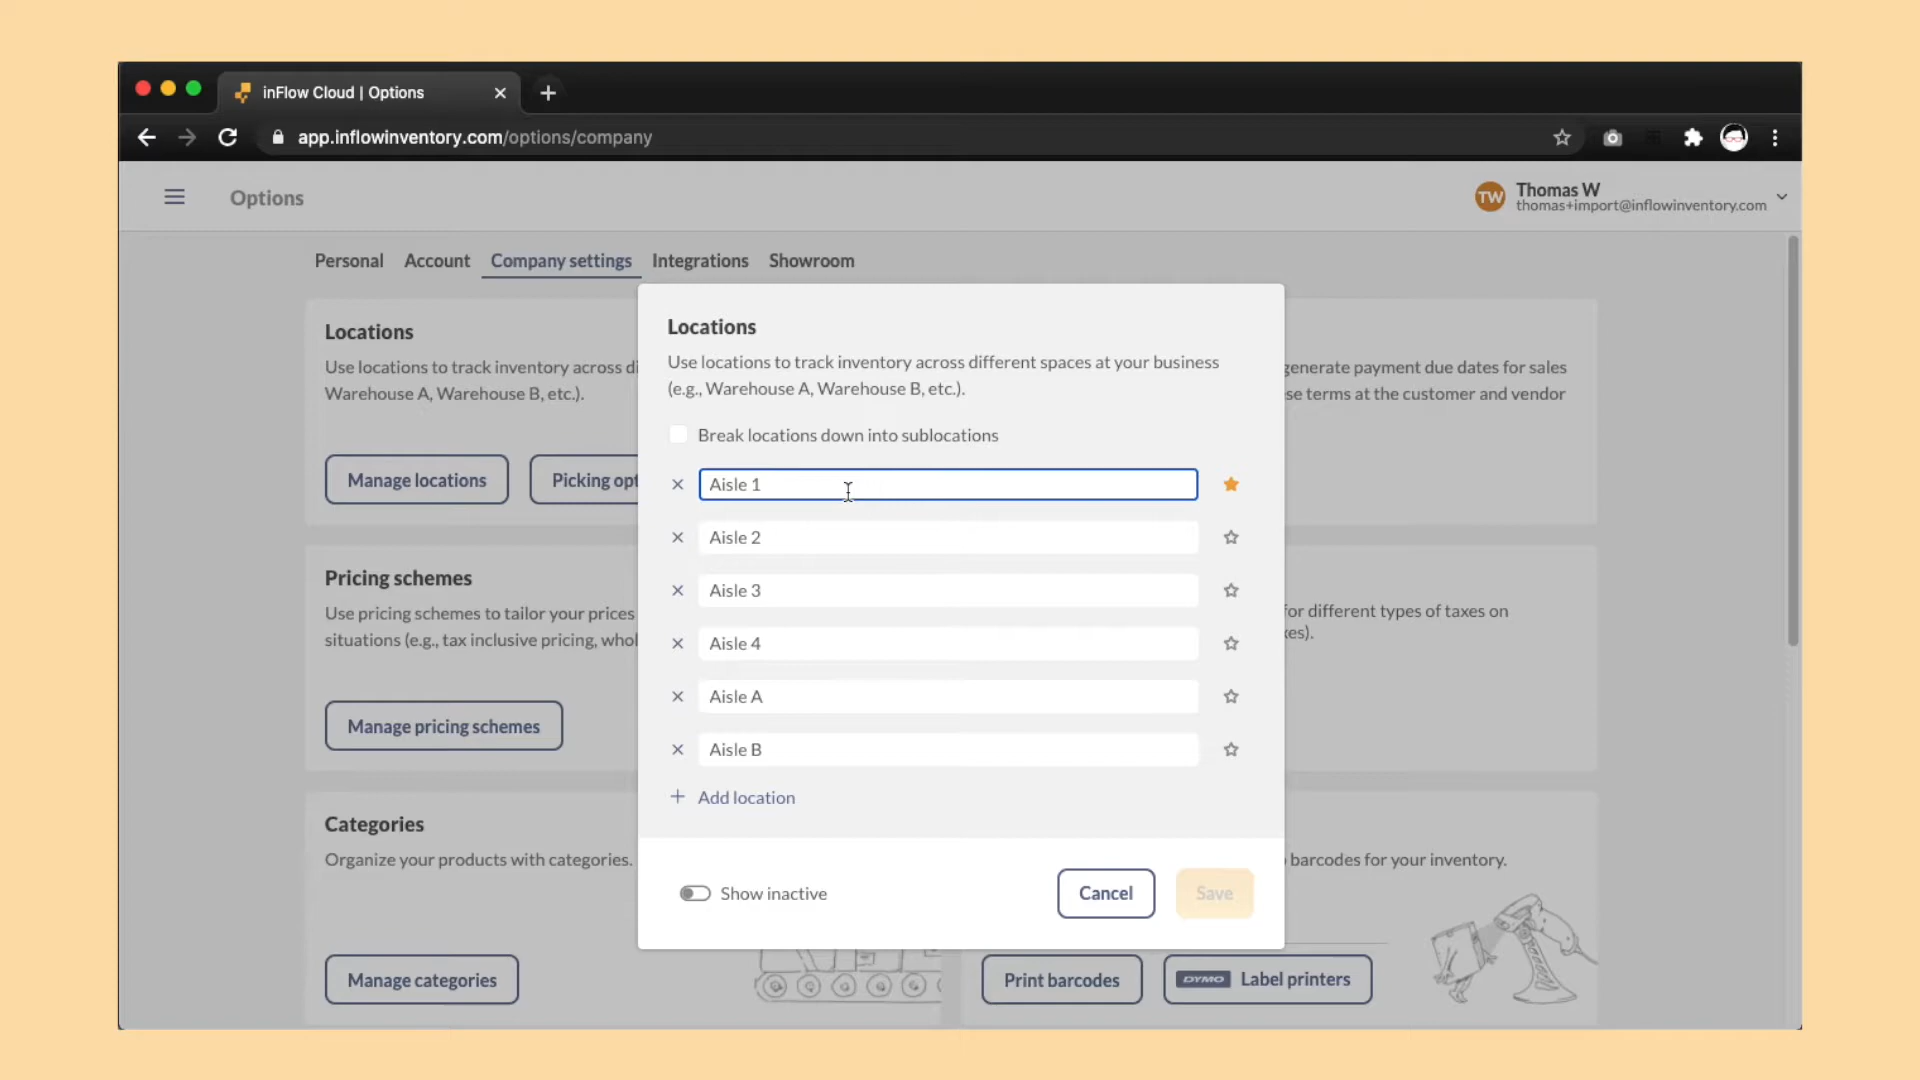 inFlow Cloud | Options
app.inflowinventory.com/options/company
Options
TW
Thomas W
thomas+import@inflowinventory.com
Personal
Account
Company settings
Integrations
Showroom
Locations
Use locations to track inventory across di
Warehouse A, Warehouse B, etc.).
Manage locations
Picking opt
generate payment due dates for sales
se terms at the customer and vendor
Pricing schemes
Use pricing schemes to tailor your prices
situations (e.g., tax inclusive pricing, whol
Manage pricing schemes
for different types of taxes on
xes).
Categories
Organize your products with categories.
Manage categories
barcodes for your inventory.
Print barcodes
DYMO Label printers
Locations
Use locations to track inventory across different spaces at your business
(e.g., Warehouse A, Warehouse B, etc.).
Break locations down into sublocations
Aisle 1
Aisle 2
Aisle 3
Aisle 4
Aisle A
Aisle B
Add location
Show inactive
Cancel
Save